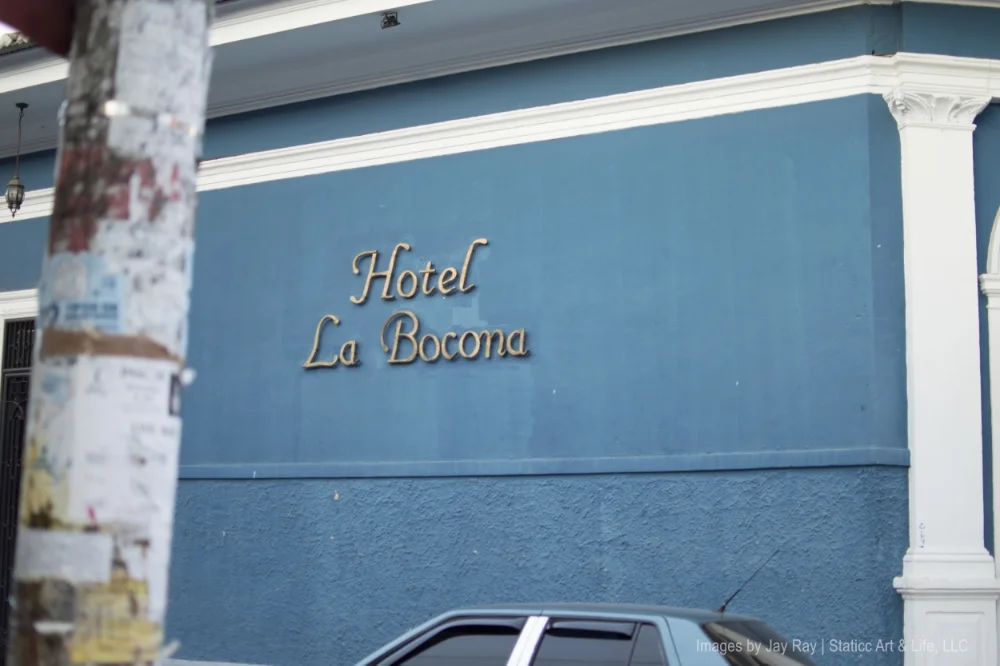 Hotel
La Bocona
Images by Jay Ray | Staticc Art & Life, LLC